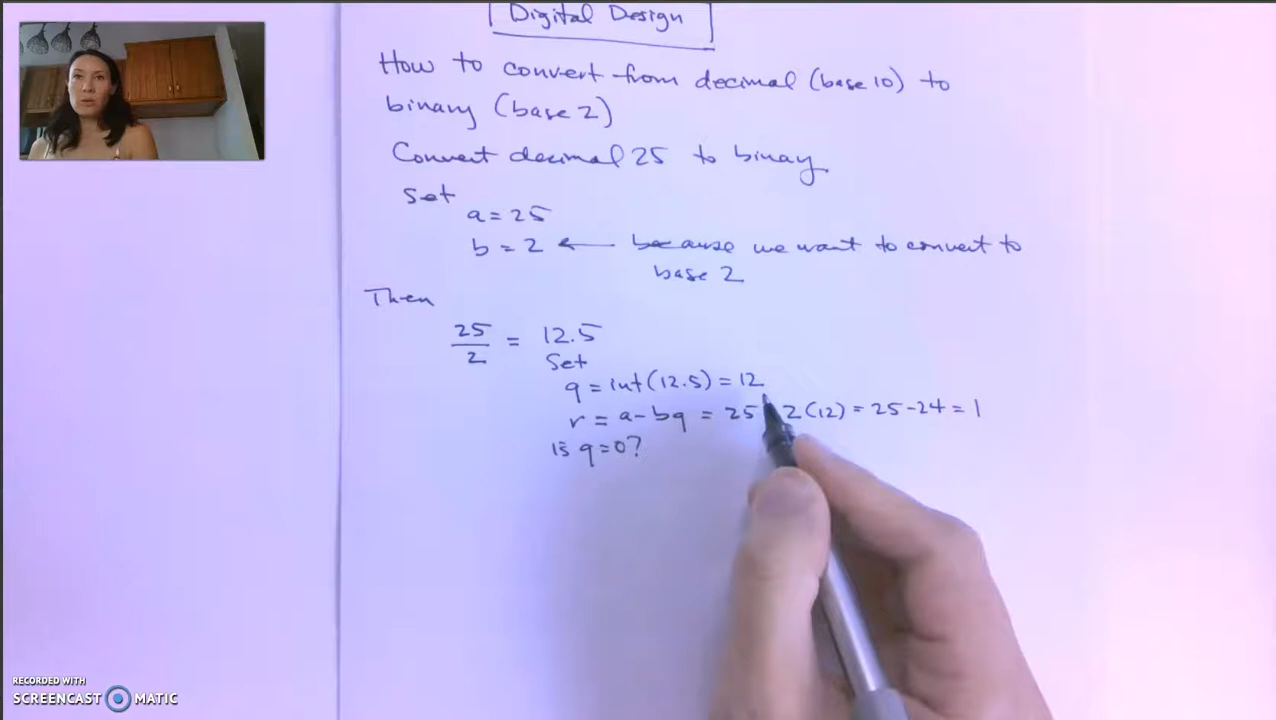 Digital Design
How to convert from decimal (base 10) to
binary (base 2)
Convert decimal 25 to binary
Set
a = 25
b = 2 ← because we want to convert to
base 2
Then
25/2 = 12.5
Set
q = int(12.5) = 12
r = a - bq = 25 2(12) = 25 - 24 = 1
Is q = 0?
RECORDED WITH
SCREENCAST MATIC